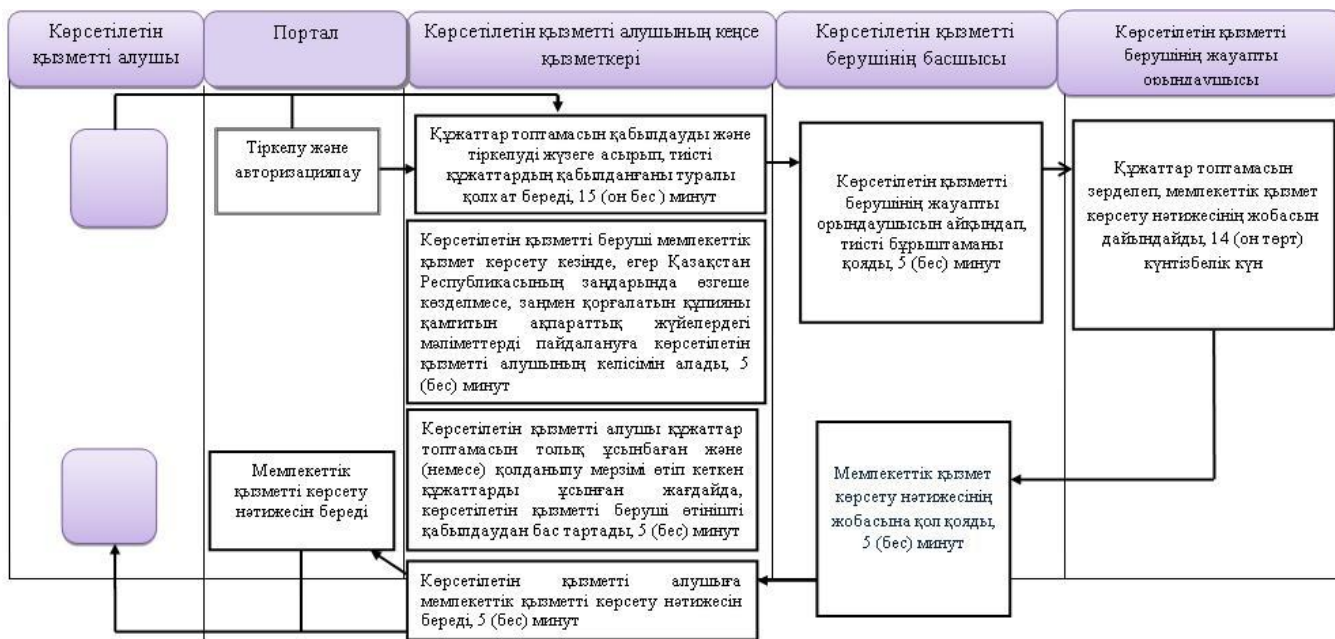 Көрсетілетін
қызметті алушы
Портал
Көрсетілетін қызметті алушының кеңсе
қызметкері
Көрсетілетін қызметті
берушінің басшысы
Көрсетілетін қызметті
берушінің жауапты
орындаушысы
Тіркелу және
авторизациялау
Құжаттар топтамасын қабылдауды және
тіркелуді жүзеге асырып, тиісті
құжаттардың қабылданғаны туралы
қолхат береді, 15 (он бес ) минут
Көрсетілетін қызметті
берушінің жауапты
орындаушысын айқындап,
тиісті бұрыштаманы
қояды, 5 (бес) минут
Құжаттар топтамасын
зерделеп, мемлекеттік қызмет
көрсету нәтижесінің жобасын
дайындайды, 14 (он төрт)
күнтізбелік күн
Көрсетілетін қызметті беруші мемлекеттік
қызмет көрсету кезінде, егер Қазақстан
Республикасының заңдарында өзгеше
көзделмесе, заңмен қорғалатын құпияны
қамтитын ақпараттық жүйелердегі
мәліметтерді пайдалануға көрсетілетін
қызметті алушының келісімін алады, 5
(бес) минут
Көрсетілетін қызметті алушы құжаттар
топтамасын толық ұсынбаған және
(немесе) қолданылу мерзімі өтіп кеткен
құжаттарды ұсынған жағдайда,
көрсетілетін қызметті беруші өтінішті
қабылдаудан бас тартады, 5 (бес) минут
Мемлекеттік
қызметті көрсету
нәтижесін береді
Мемлекеттік қызмет
көрсету нәтижесінің
жобасына қол қояды,
5 (бес) минут
Көрсетілетін қызметті алушыға
мемлекеттік қызметті көрсету нәтижесін
береді, 5 (бес) минут